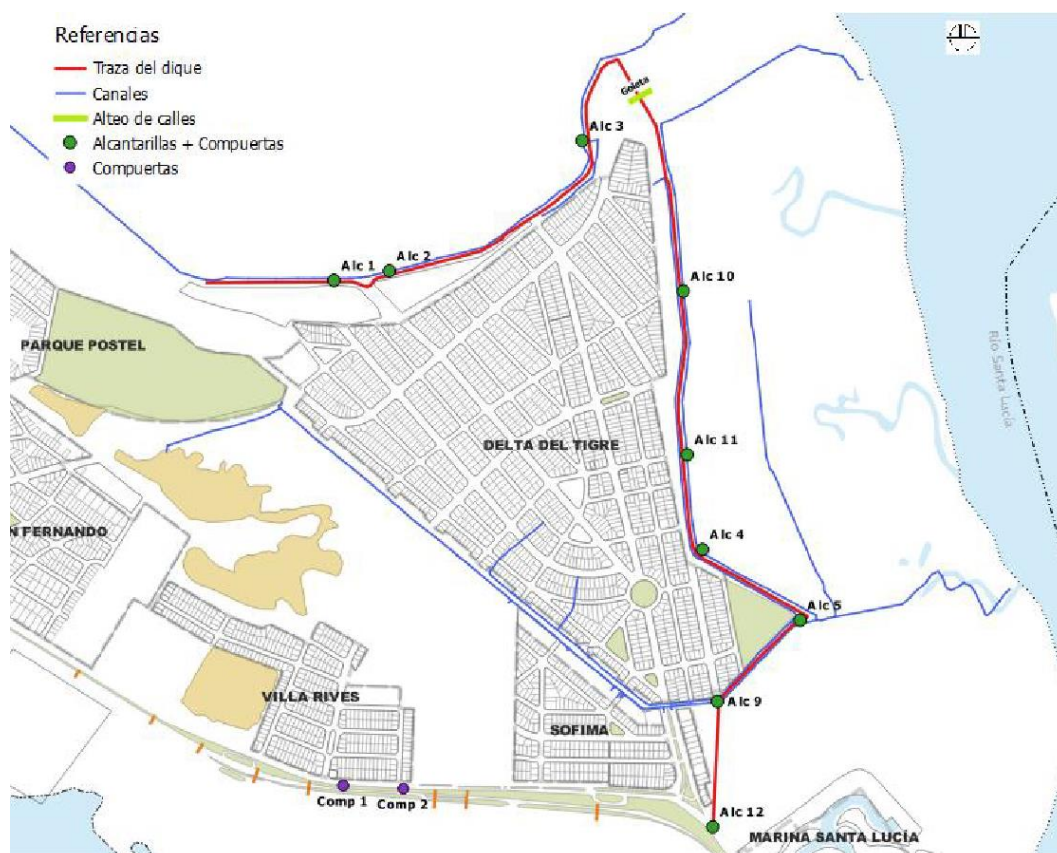 Referencias
Traza del dique
Canales
Alteo de calles
Alcantarillas + Compuertas
Compuertas
Goleta
Alc 3
Alc 1
Alc 2
Alc 10
PARQUE POSTEL
Río Santa Lucía
DELTA DEL TIGRE
Alc 11
N FERNANDO
Alc 4
Alc 5
VILLA RIVES
Alc 9
SOFIMA
Comp 1
Comp 2
Alc 12
MARINA SANTA LUCÍA